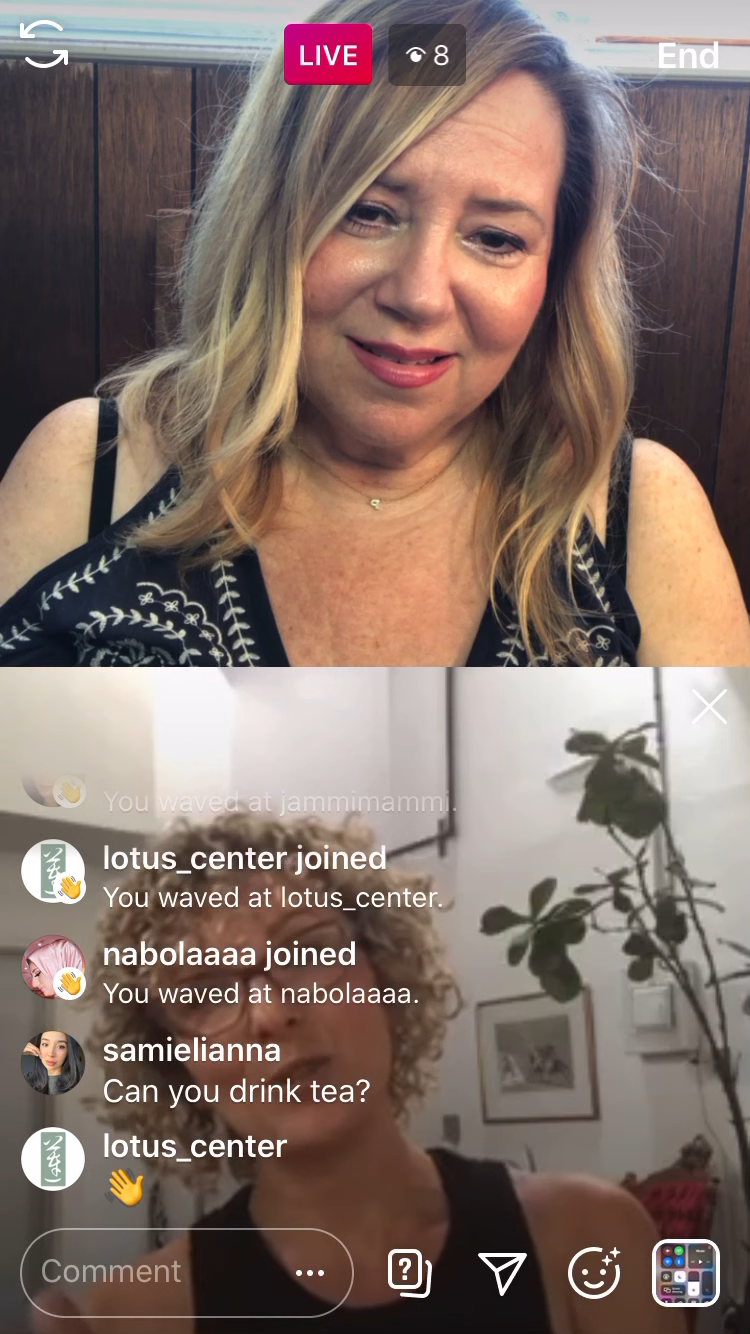 LIVE
8
End
You waved at jammimammi.
lotus_center joined
You waved at lotus_center.
nabolaaaa joined
You waved at nabolaaaa.
samielianna
Can you drink tea?
lotus_center
👋
Comment